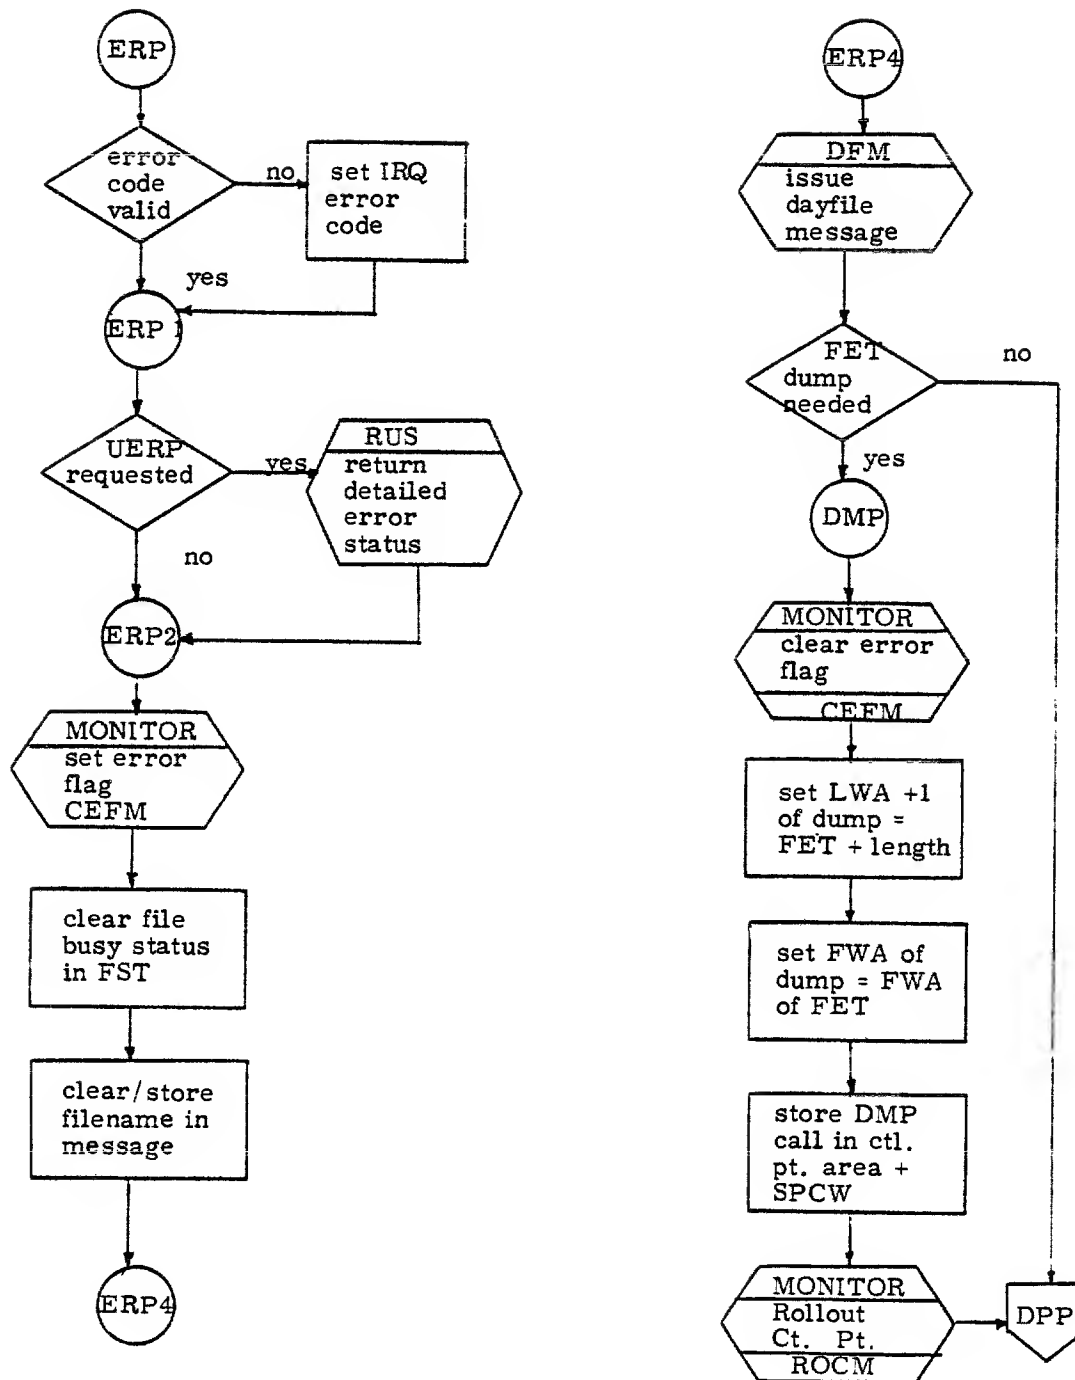 ERP
error
code
valid
no
set IRQ
error
code
yes
ERP 1
UERP
requested
yes
RUS
return
detailed
error
status
no
ERP2
MONITOR
set error
flag
CEFM
clear file
busy status
in FST
clear/store
filename in
message
ERP4
ERP4
DFM
issue
dayfile
message
FET
dump
needed
no
yes
DMP
MONITOR
clear error
flag
CEFM
set LWA +1
of dump =
FET + length
set FWA of
dump = FWA
of FET
store DMP
call in ctl.
pt. area +
SPCW
MONITOR
Rollout
Ct. Pt.
ROCM
DPP